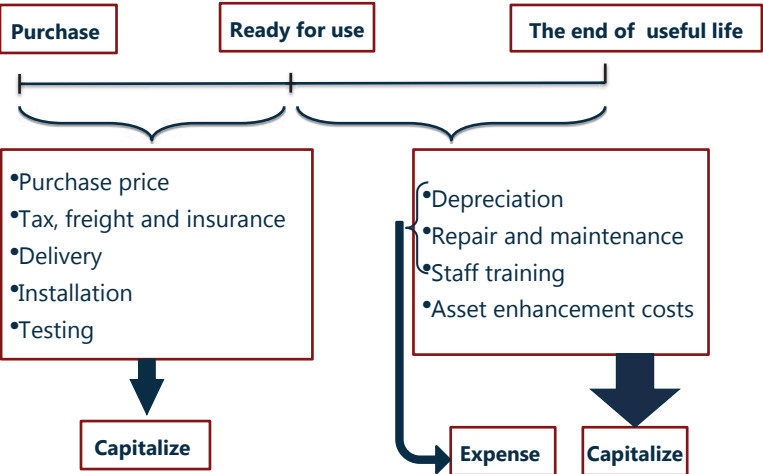 Purchase
Ready for use
The end of useful life
•Purchase price
•Tax, freight and insurance
•Delivery
•Installation
•Testing
•Depreciation
•Repair and maintenance
•Staff training
•Asset enhancement costs
Capitalize
Expense
Capitalize